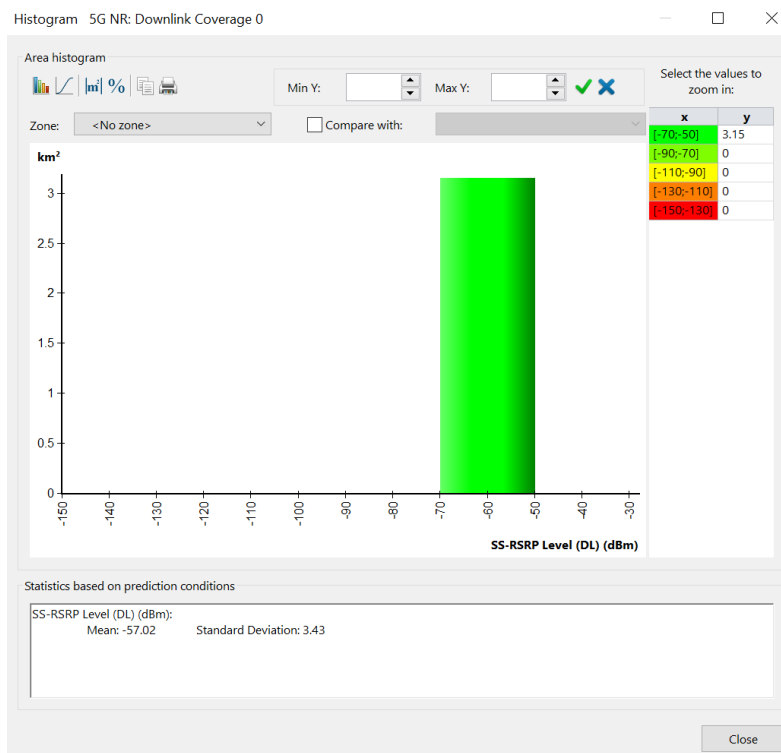 Histogram   5G NR: Downlink Coverage 0
Area histogram
Min Y:
Max Y:
Select the values to
zoom in:
Zone:
<No zone>
Compare with:
x y
[-70;-50] 3.15
[-90;-70] 0
[-110;-90] 0
[-130;-110] 0
[-150;-130] 0
km²
3
2.5
2
1.5
1
0.5
0
-150 -140 -130 -120 -110 -100 -90 -80 -70 -60 -50 -40 -30
SS-RSRP Level (DL) (dBm)
Statistics based on prediction conditions
SS-RSRP Level (DL) (dBm):
Mean: -57.02 Standard Deviation: 3.43
Close